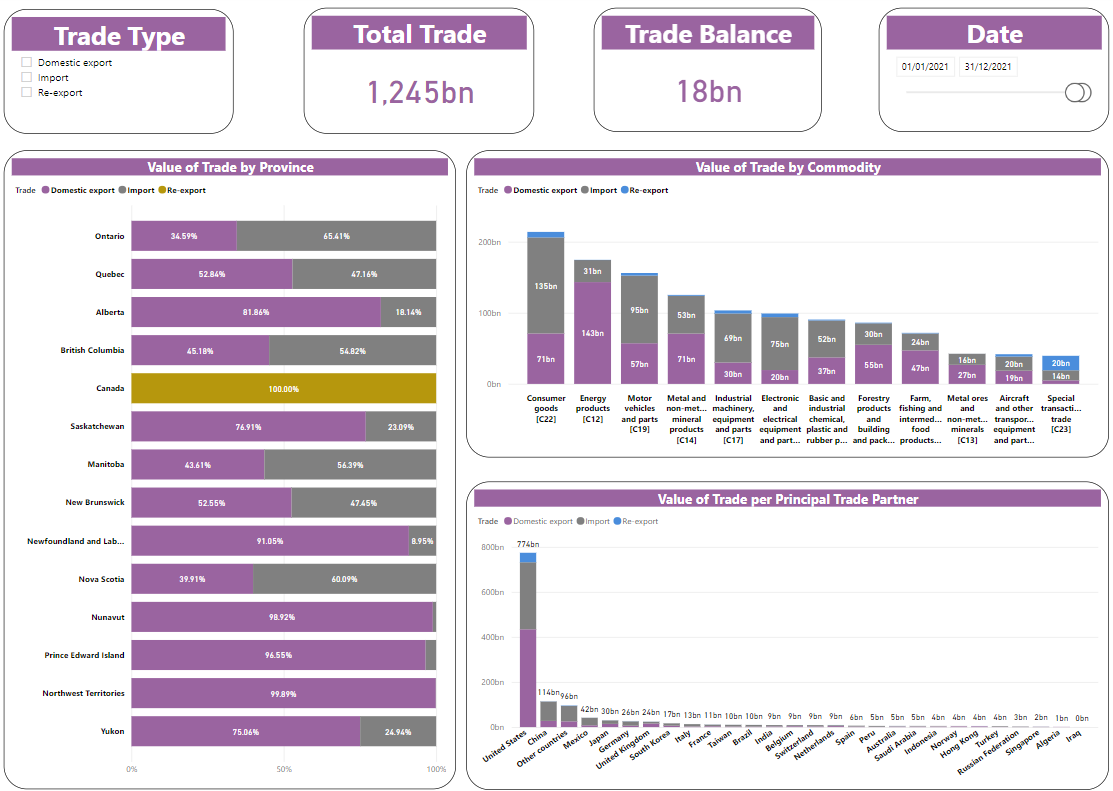 Trade Type
Domestic export
Import
Re-export
Total Trade
1,245bn
Trade Balance
18bn
Date
01/01/2021 31/12/2021
Value of Trade by Province
Trade Domestic export Import Re-export
Ontario 34.59% 65.41%
Quebec 52.84% 47.16%
Alberta 81.86% 18.14%
British Columbia 45.18% 54.82%
Canada 100.00%
Saskatchewan 76.91% 23.09%
Manitoba 43.61% 56.39%
New Brunswick 52.55% 47.45%
Newfoundland and Lab... 91.05% 8.95%
Nova Scotia 39.91% 60.09%
Nunavut 98.92%
Prince Edward Island 96.55%
Northwest Territories 99.89%
Yukon 75.06% 24.94%
0% 50% 100%
Value of Trade by Commodity
Trade Domestic export Import Re-export
200bn
100bn
0bn
135bn 31bn 95bn 53bn 69bn 75bn 52bn 30bn 24bn 16bn 20bn 20bn
71bn 143bn 57bn 71bn 30bn 20bn 37bn 55bn 47bn 27bn 19bn 14bn
Consumer goods [C22]
Energy products [C12]
Motor vehicles and parts [C19]
Metal and non-met... mineral products [C14]
Industrial machinery, equipment and parts [C17]
Electronic and electrical equipment and part...
Basic and industrial chemical, plastic and rubber p...
Forestry products and building and pack...
Farm, fishing and intermed... food products...
Metal ores and non-met... minerals [C13]
Aircraft and other transpor... equipment and part...
Special transacti... trade [C23]
Value of Trade per Principal Trade Partner
Trade Domestic export Import Re-export
800bn
600bn
400bn
200bn
0bn
774bn 114bn 96bn 42bn 30bn 26bn 24bn 17bn 13bn 11bn 10bn 10bn 9bn 9bn 9bn 9bn 6bn 5bn 5bn 5bn 4bn 4bn 4bn 4bn 3bn 2bn 1bn 0bn
United States
China
Other countries
Mexico
Japan
Germany
United Kingdom
South Korea
Italy
France
Taiwan
Brazil
India
Belgium
Switzerland
Netherlands
Spain
Peru
Australia
Saudi Arabia
Indonesia
Norway
Hong Kong
Turkey
Russian Federation
Singapore
Algeria
Iraq